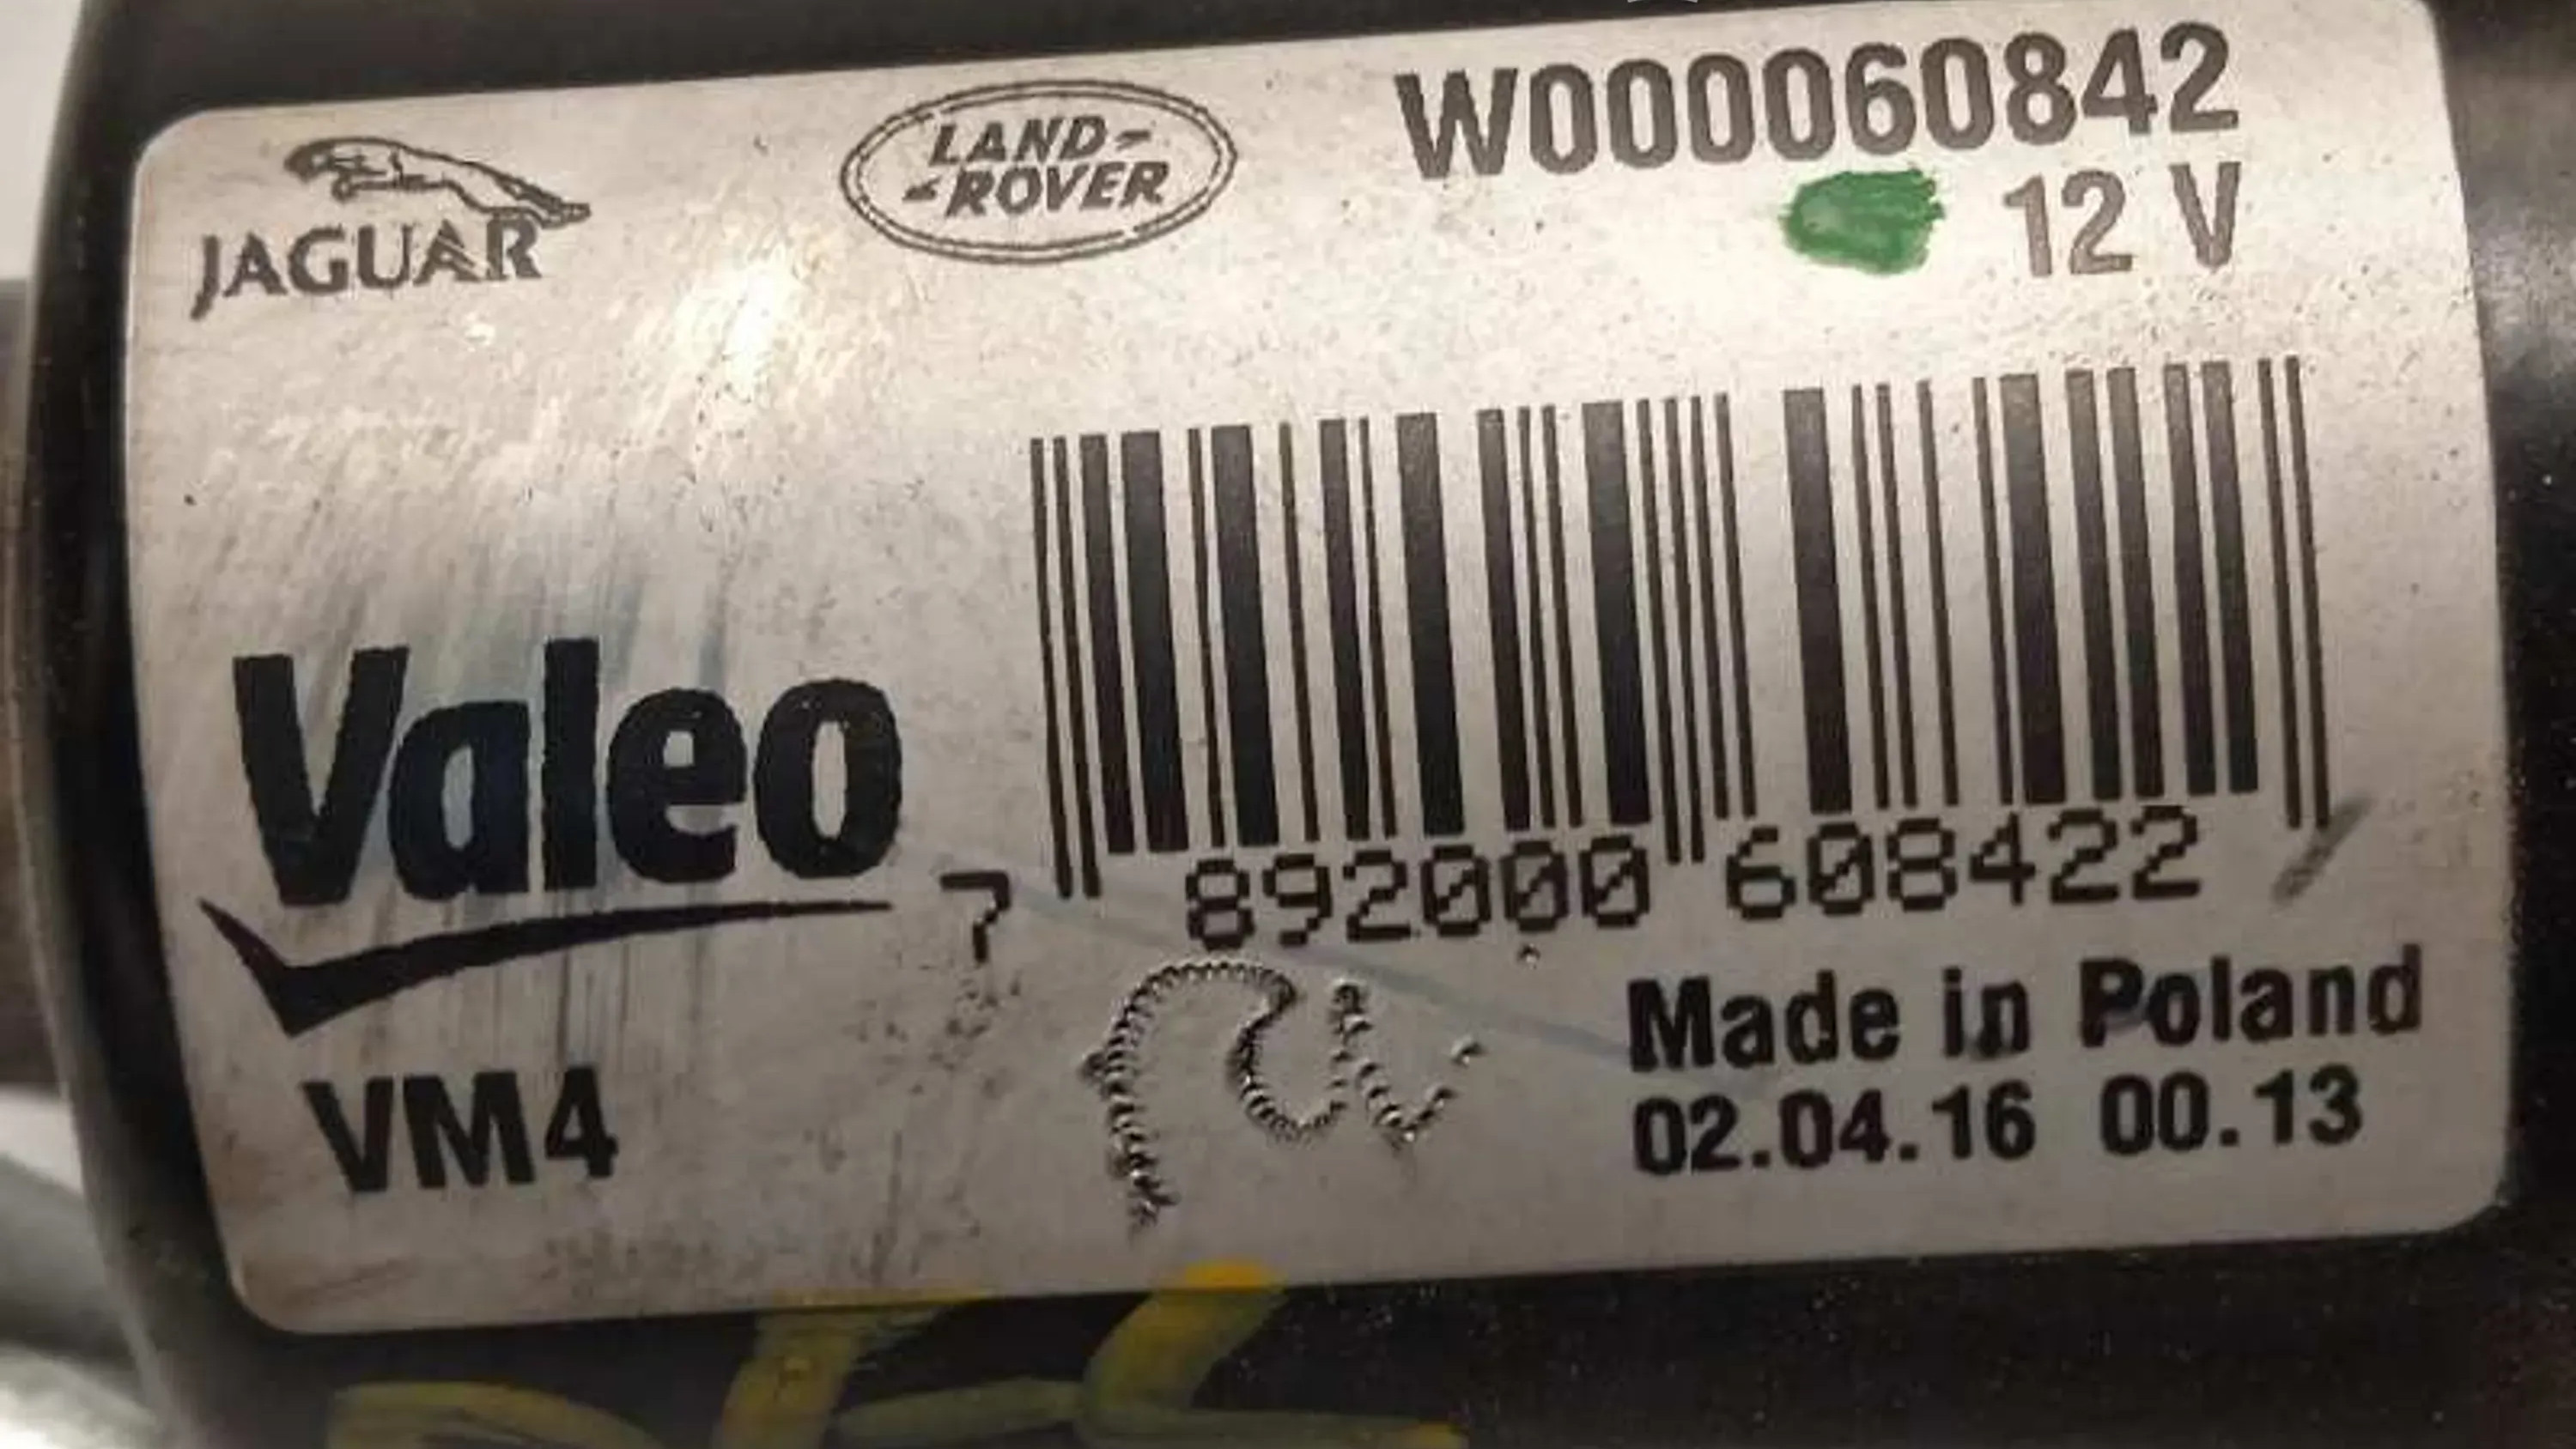 JAGUAR
LAND-
-ROVER
W000060842
12 V
Valeo
7 892000 608422
VM4
Made in Poland
02.04.16 00.13